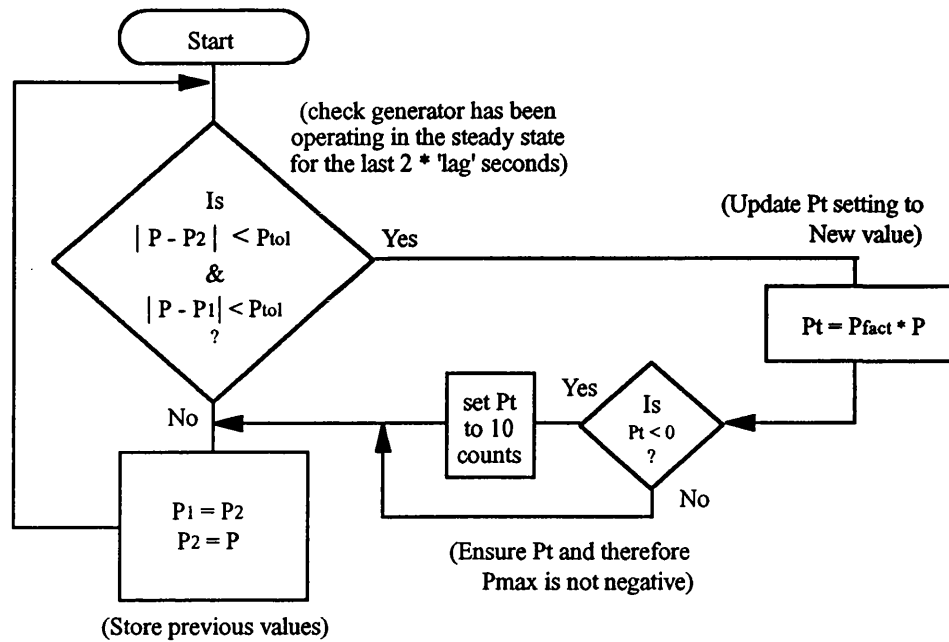 Start
(check generator has been
operating in the steady state
for the last 2 * 'lag' seconds)
Is
| P - P2 | < Ptol
&
| P - P1| < Ptol
?
Yes
(Update Pt setting to
New value)
Pt = Pfact * P
Is
Pt < 0
?
Yes
set Pt
to 10
counts
No
No
(Ensure Pt and therefore
Pmax is not negative)
P1 = P2
P2 = P
(Store previous values)